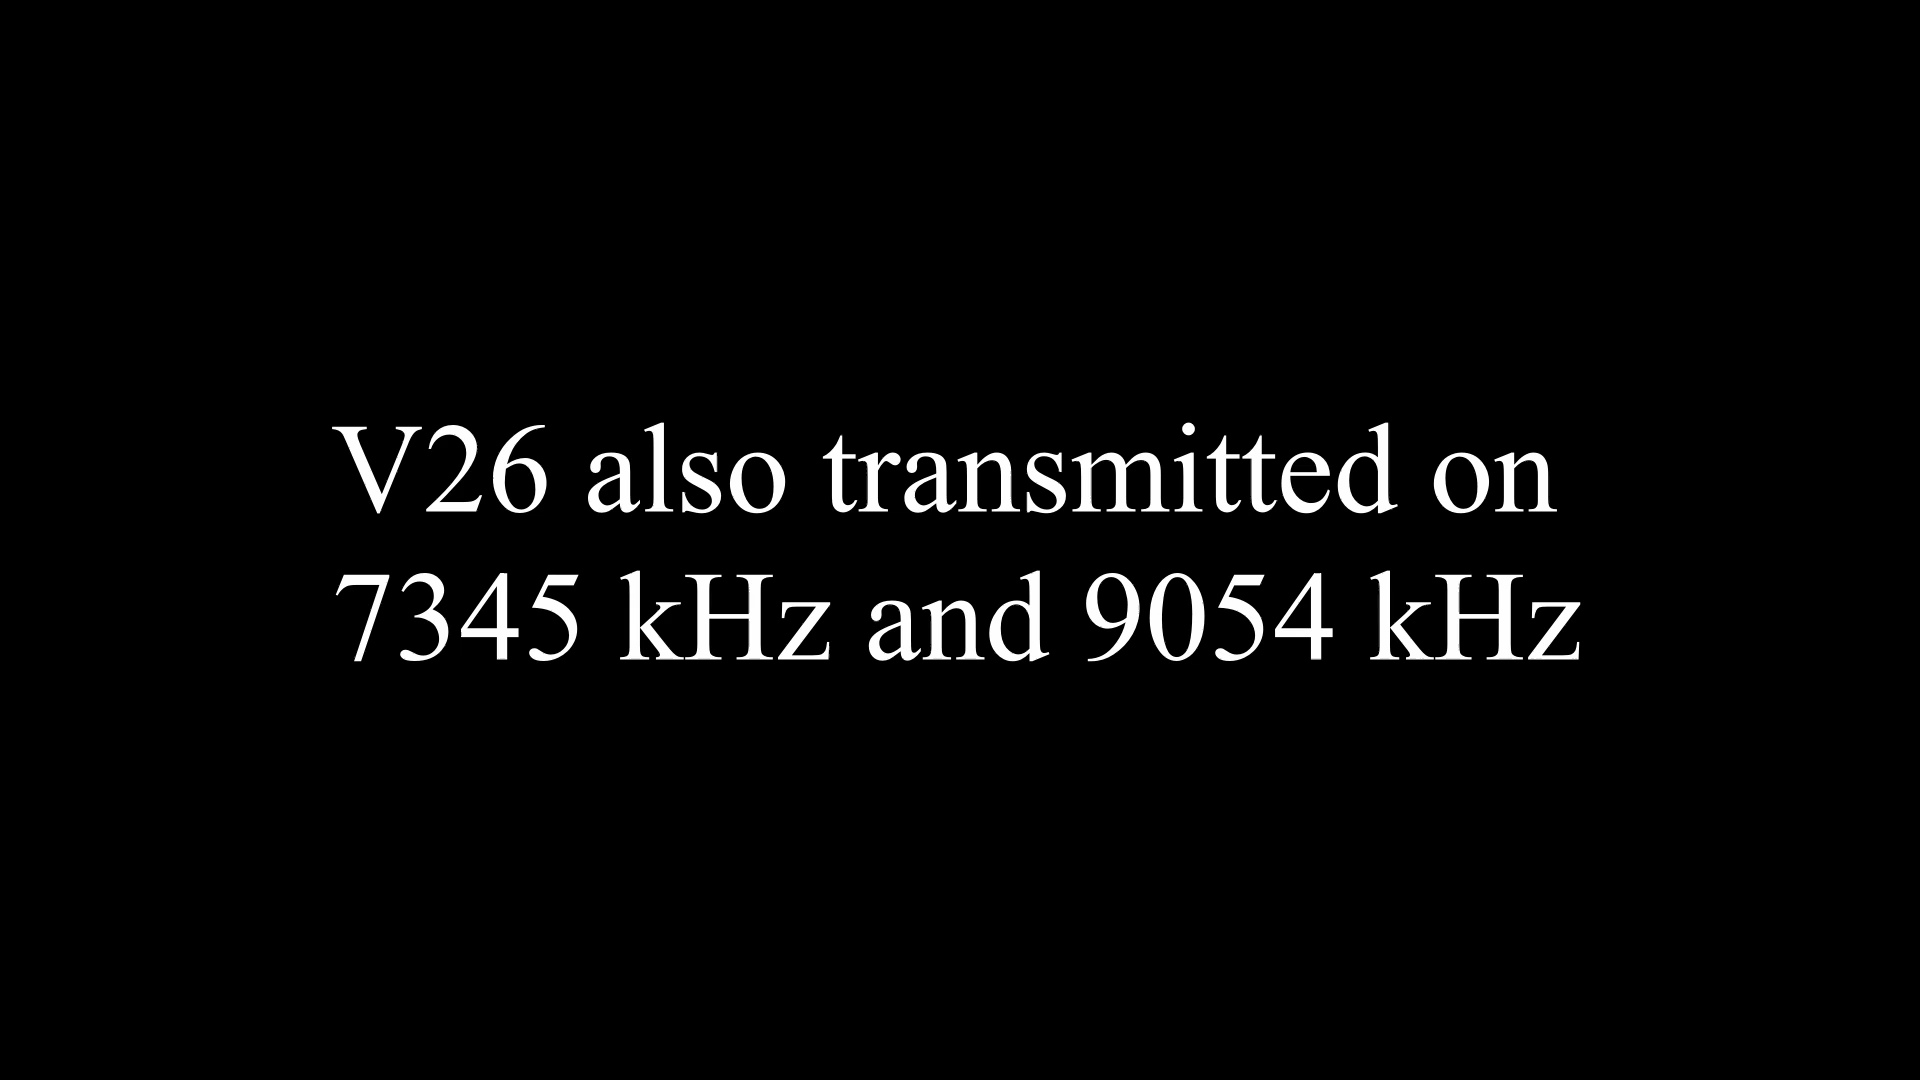 V26 also transmitted on
7345 kHz and 9054 kHz